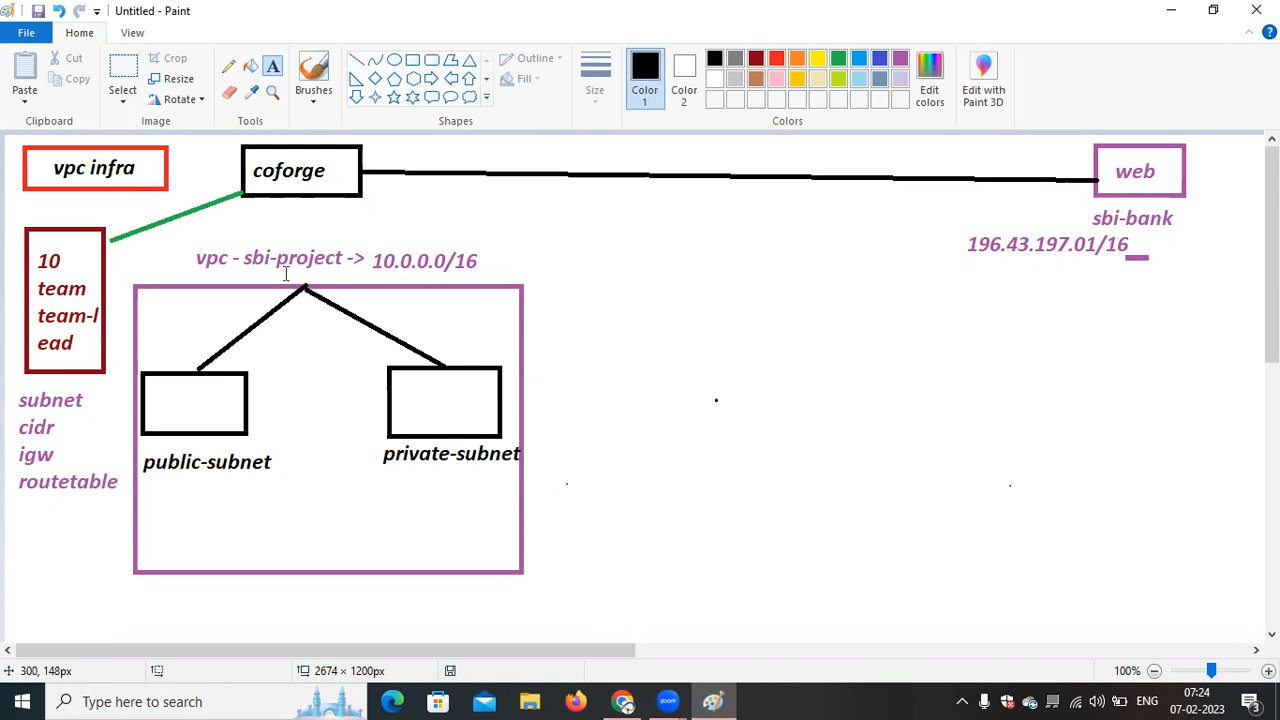 Untitled - Paint
File
Home
View
Paste
Cut
Copy
Clipboard
Select
Crop
Resize
Rotate
Image
A
Tools
Brushes
Outline
Fill
Shapes
Size
Color
1
Color
2
Edit
colors
Colors
Edit with
Paint 3D
vpc infra
coforge
web
sbi-bank
196.43.197.01/16
10
team
team-l
ead
vpc - sbi-project -> 10.0.0.0/16
subnet
cidr
igw
routetable
public-subnet
private-subnet
300, 148px
2674 × 1200px
100%
Type here to search
zoom
ENG
07:24
07-02-2023
3